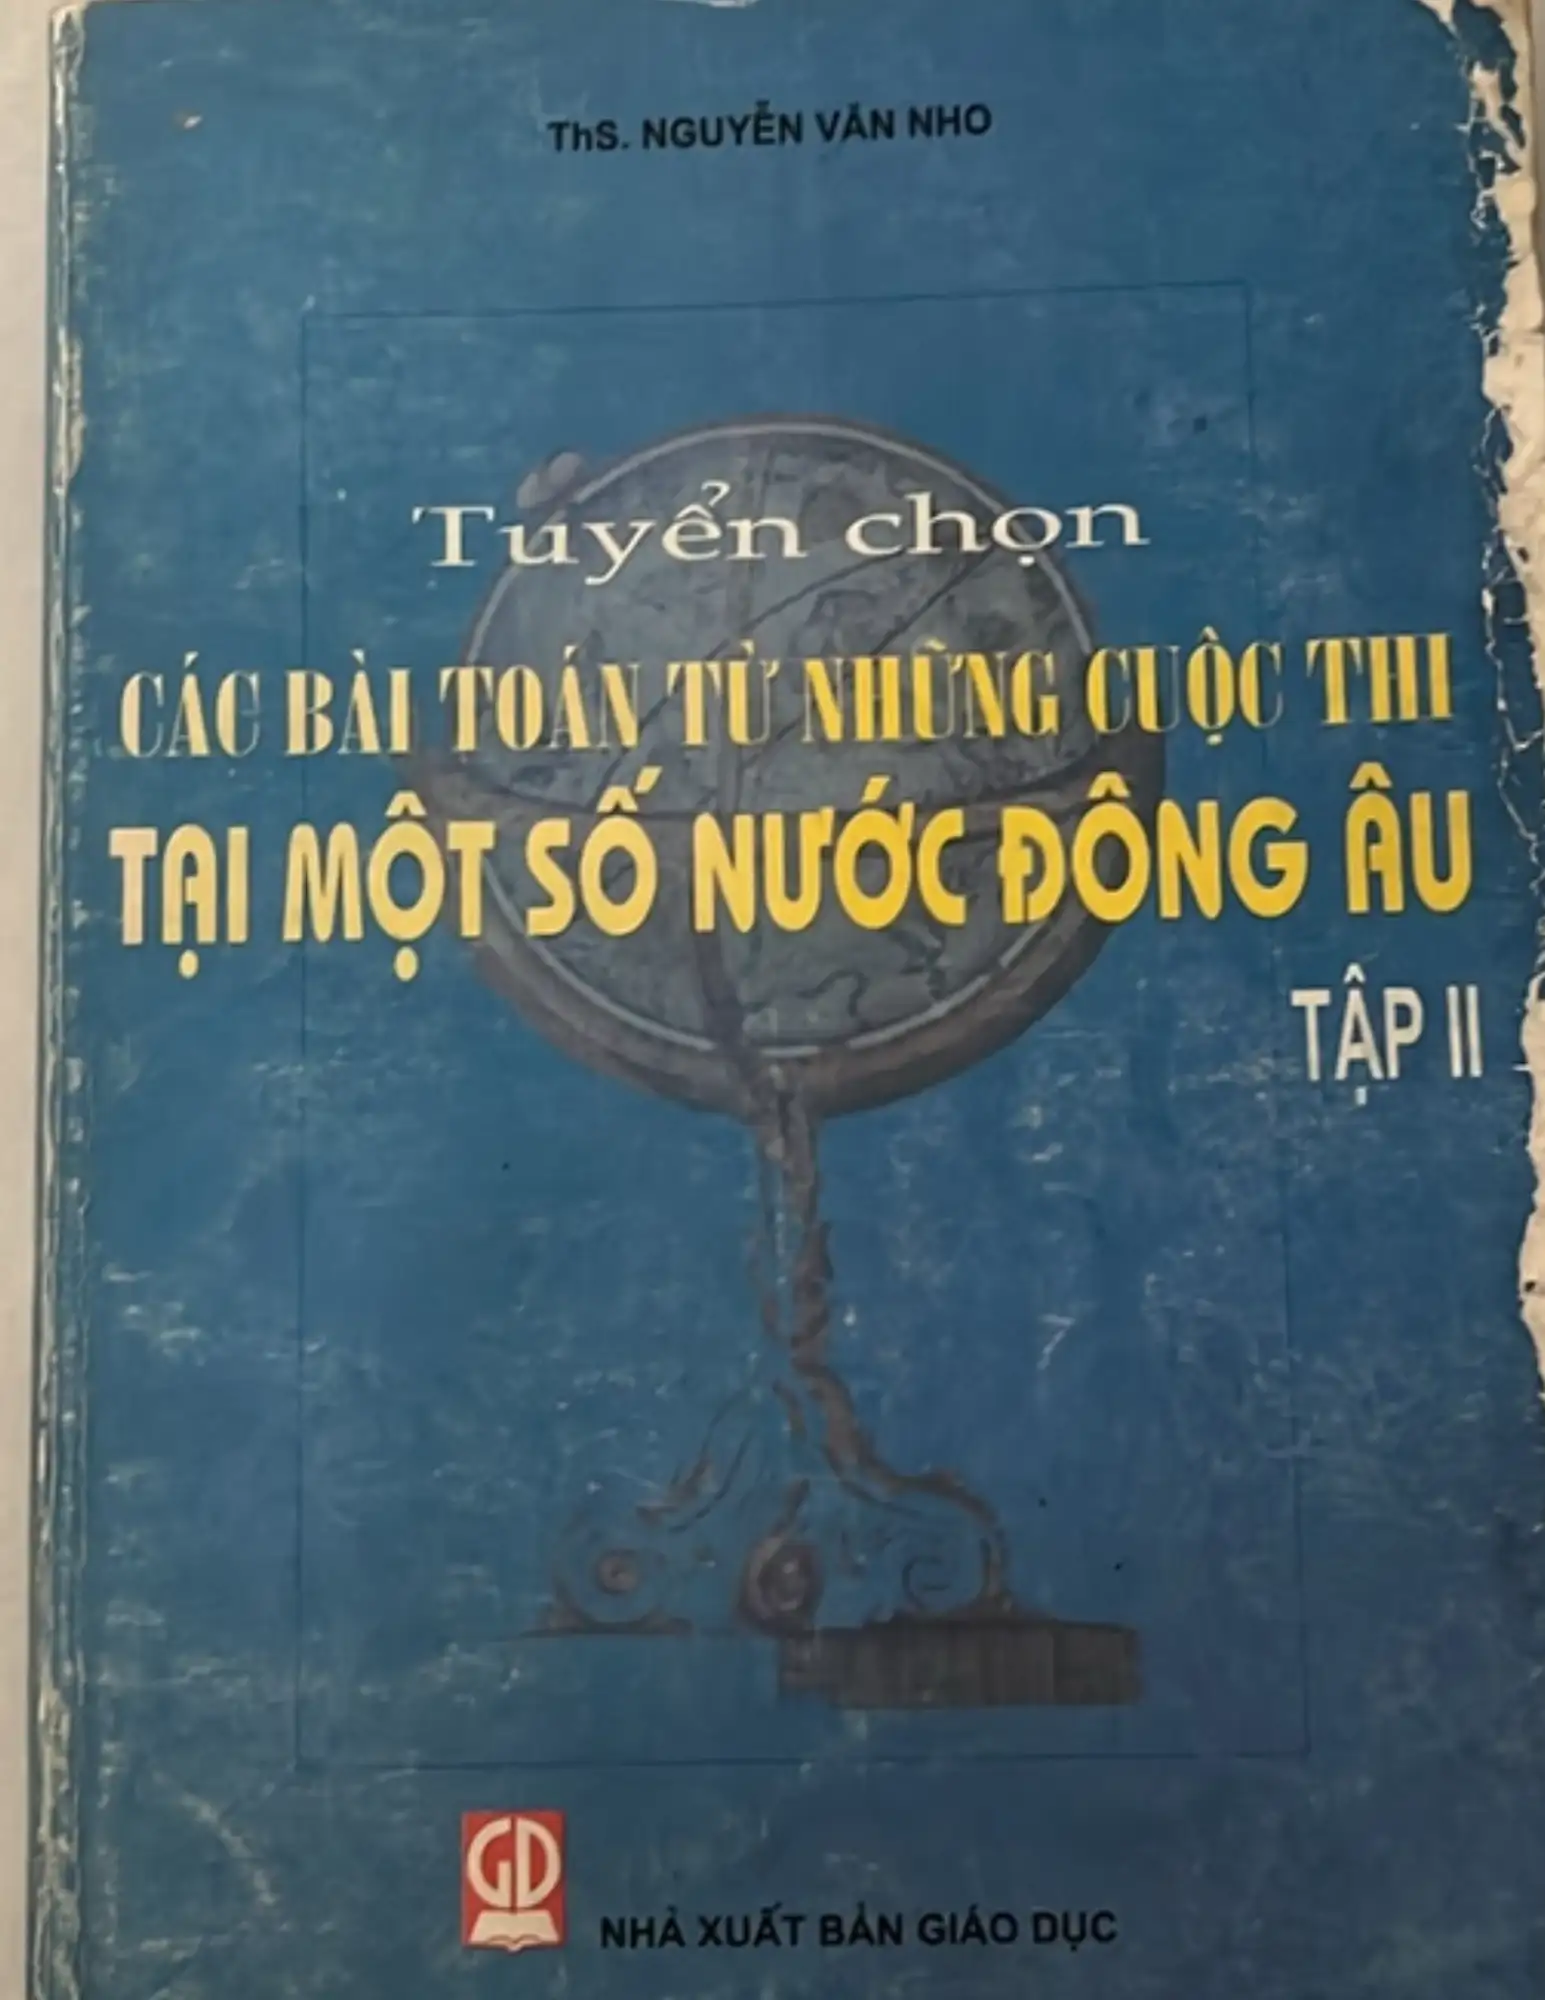 ThS. NGUYỄN VĂN NHO
Tuyển chọn
CÁC BÀI TOÁN TỪ NHỮNG CUỘC THI
TẠI MỘT SỐ NƯỚC ĐÔNG ÂU
TẬP II
GD
NHÀ XUẤT BẢN GIÁO DỤC